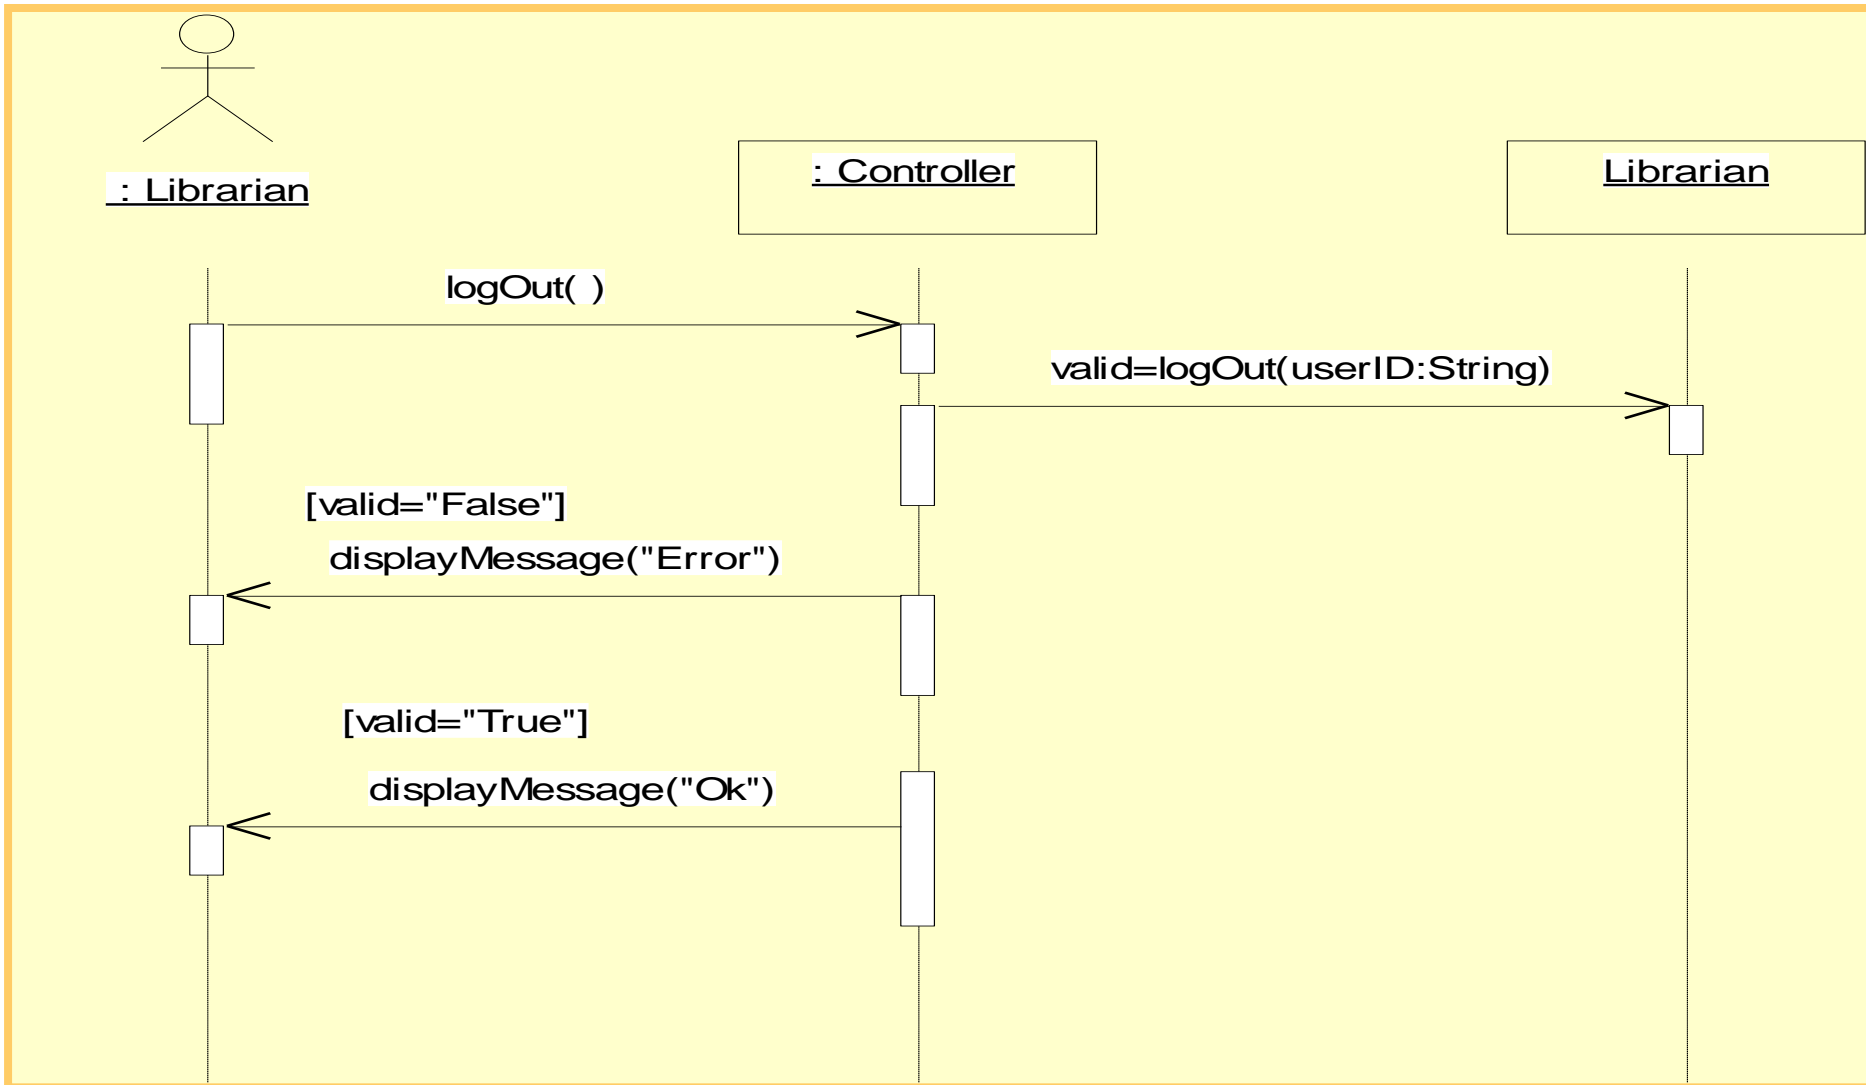 : Librarian
: Controller
Librarian
logOut( )
valid=logOut(userID:String)
[valid="False"]
displayMessage("Error")
[valid="True"]
displayMessage("Ok")